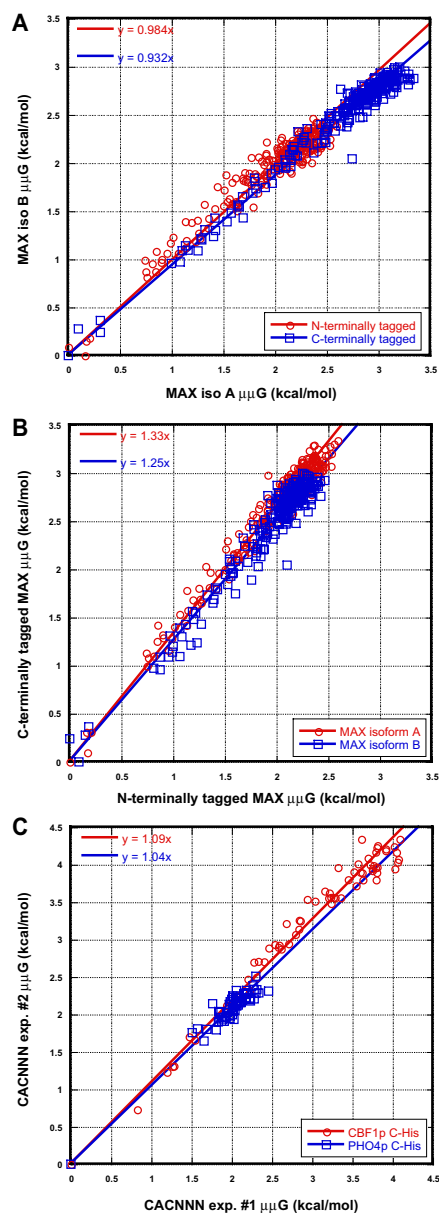 A
y = 0.984x
y = 0.932x
3.5
3
2.5
2
1.5
1
0.5
0
MAX iso B μμG (kcal/mol)
N-terminally tagged
C-terminally tagged
0 0.5 1 1.5 2 2.5 3 3.5
MAX iso A μμG (kcal/mol)
B
y = 1.33x
y = 1.25x
3.5
3
2.5
2
1.5
1
0.5
0
C-terminally tagged MAX μμG (kcal/mol)
MAX isoform A
MAX isoform B
0 0.5 1 1.5 2 2.5 3 3.5
N-terminally tagged MAX μμG (kcal/mol)
C
y = 1.09x
y = 1.04x
4.5
4
3.5
3
2.5
2
1.5
1
0.5
0
CACNNN exp. #2 μμG (kcal/mol)
CBF1p C-His
PHO4p C-His
0 0.5 1 1.5 2 2.5 3 3.5 4 4.5
CACNNN exp. #1 μμG (kcal/mol)